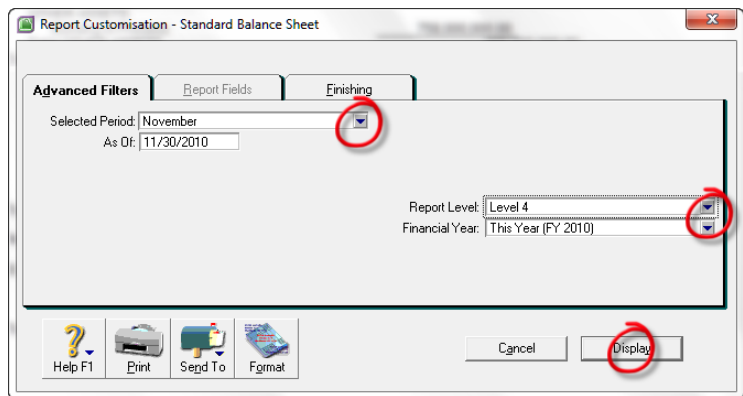 Report Customisation - Standard Balance Sheet
x
Advanced Filters Report Fields Finishing
Selected Period: November
As Of: 11/30/2010
Report Level: Level 4
Financial Year: This Year (FY 2010)
Help F1 Print Send To Format Cancel Display